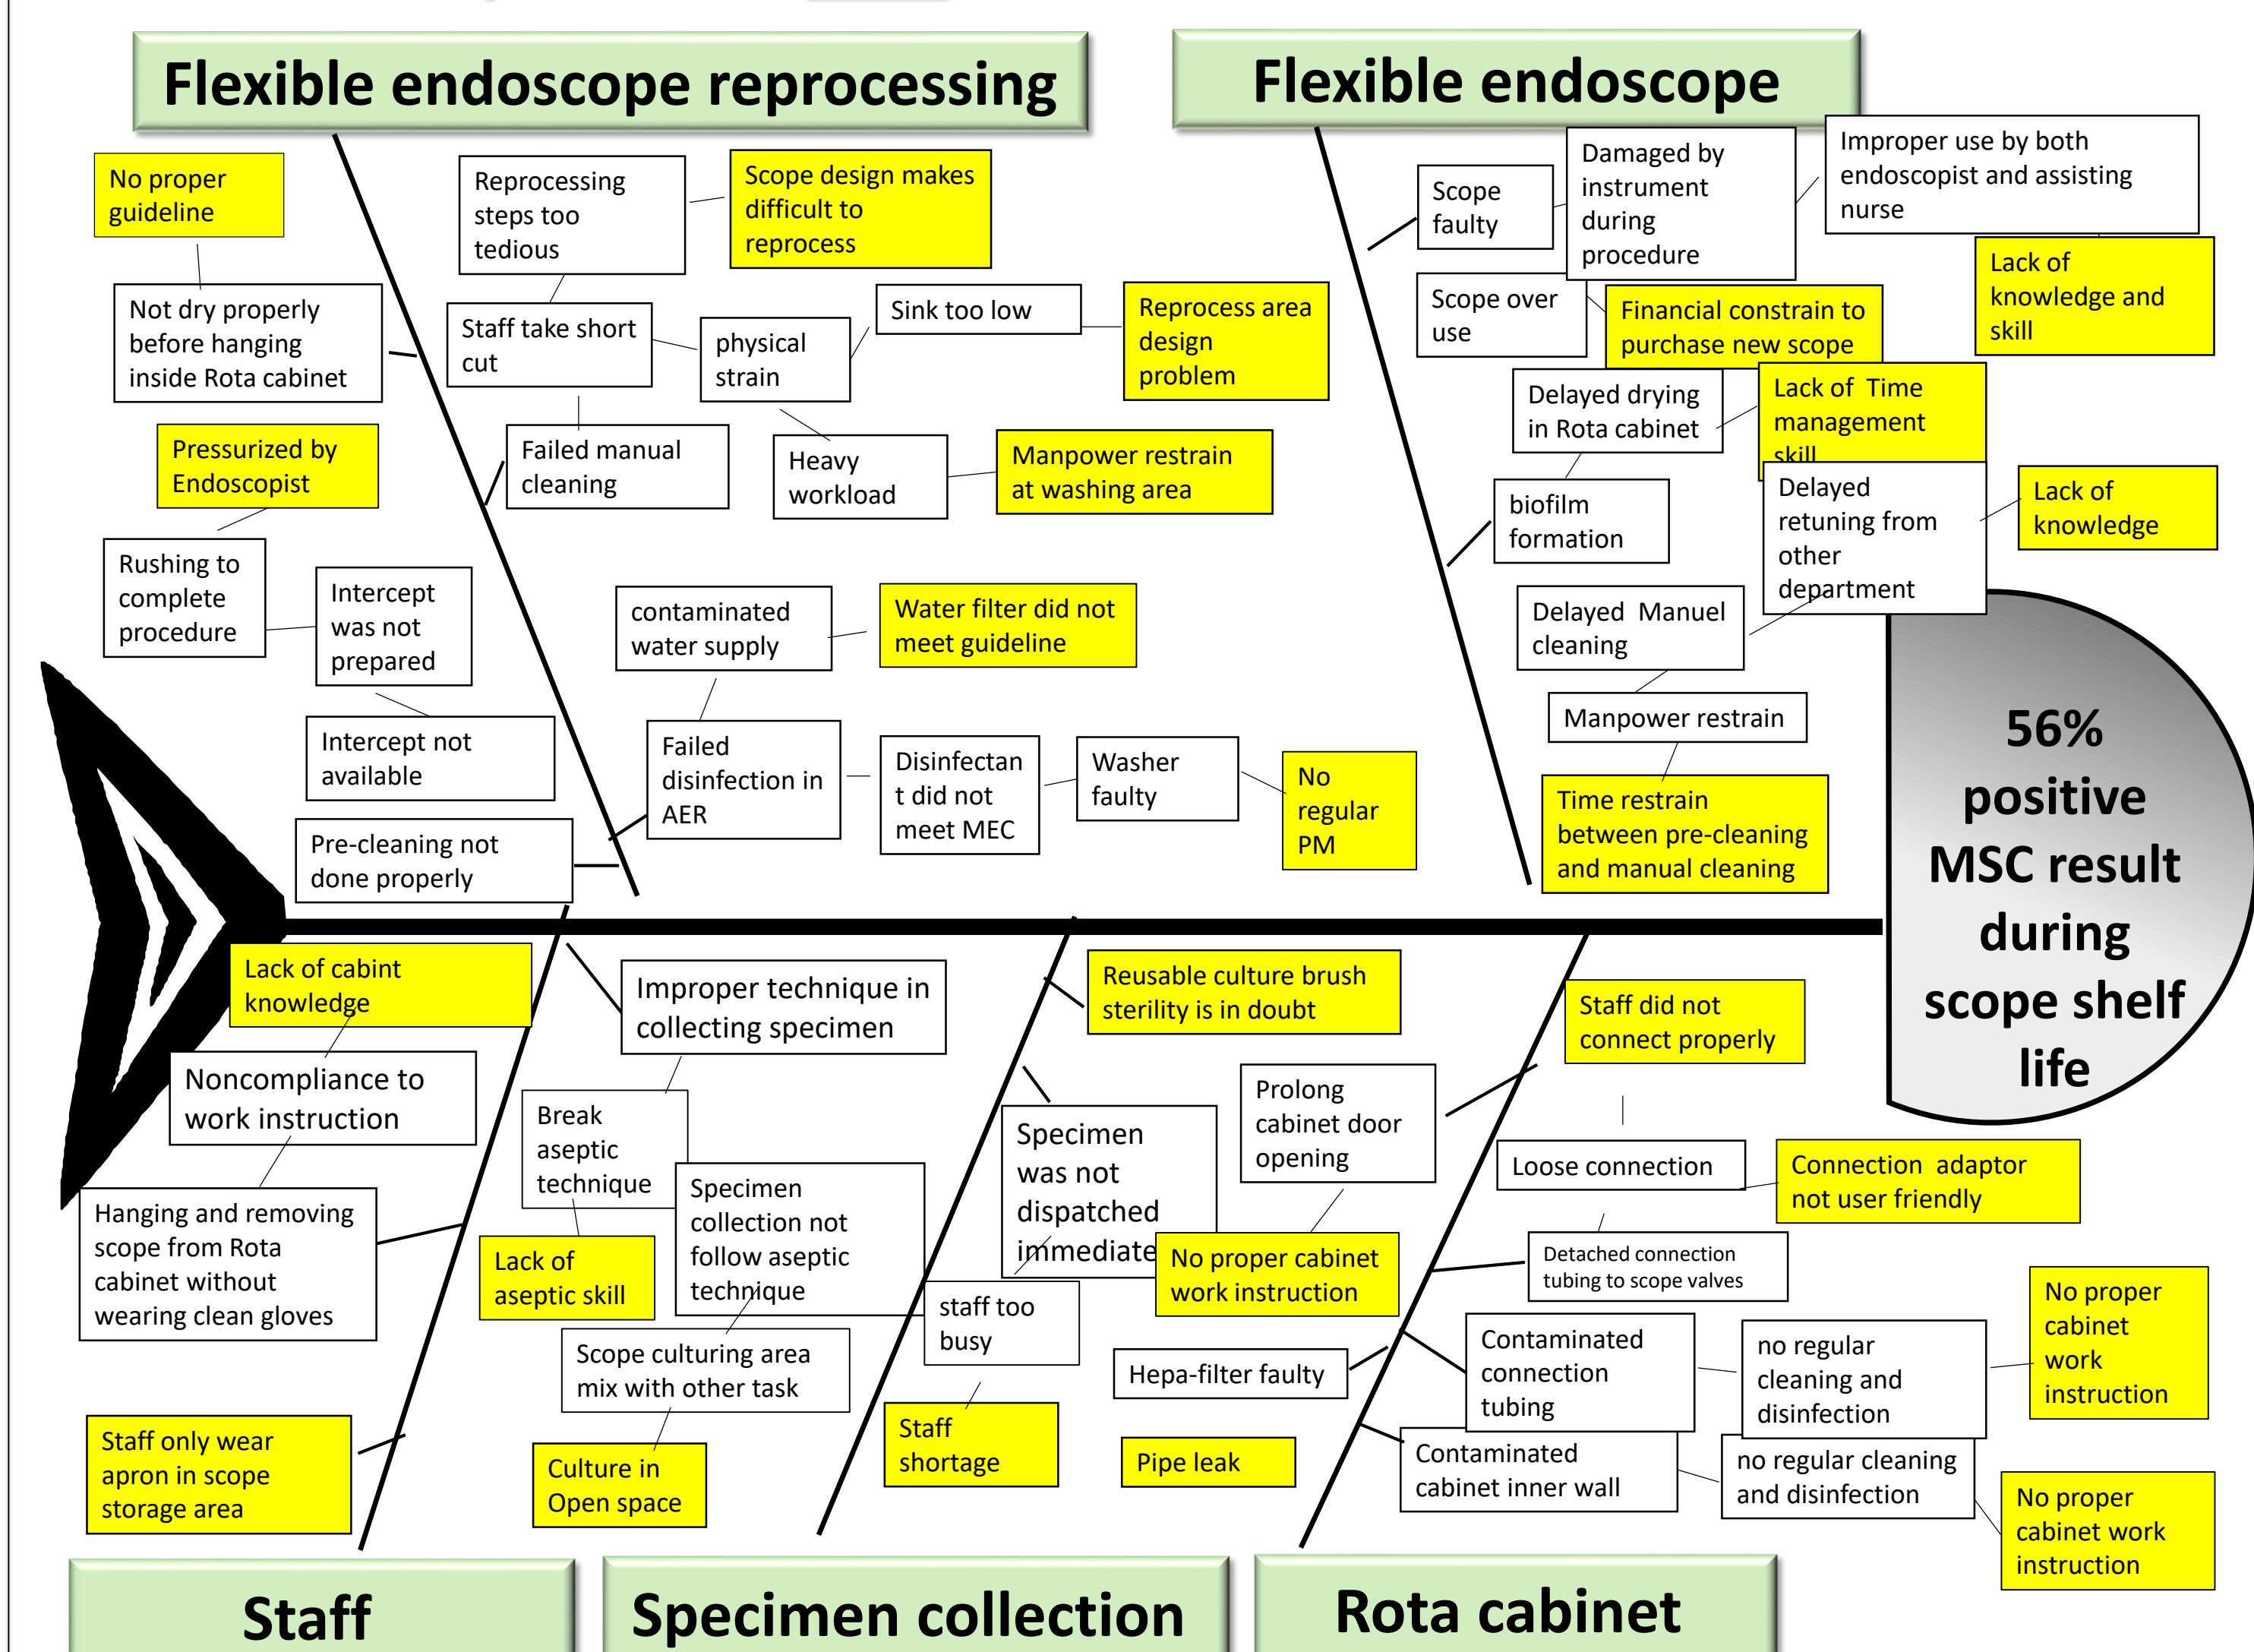 Flexible endoscope reprocessing
Flexible endoscope
No proper
guideline
Reprocessing
steps too
tedious
Scope design makes
difficult to
reprocess
Not dry properly
before hanging
inside Rota cabinet
Staff take short
cut
physical
strain
Sink too low
Reprocess area
design
problem
Pressurized by
Endoscopist
Failed manual
cleaning
Heavy
workload
Manpower restrain
at washing area
Rushing to
complete
procedure
Intercept
was not
prepared
contaminated
water supply
Water filter did not
meet guideline
Intercept not
available
Failed
disinfection in
AER
Disinfectan
t did not
meet MEC
Washer
faulty
No
regular
PM
Pre-cleaning not
done properly
Scope
faulty
Damaged by
instrument
during
procedure
Improper use by both
endoscopist and assisting
nurse
Lack of
knowledge and
skill
Scope over
use
Financial constrain to
purchase new scope
Delayed drying
in Rota cabinet
Lack of  Time
management
skill
biofilm
formation
Delayed
retuning from
other
department
Lack of
knowledge
Delayed  Manuel
cleaning
Manpower restrain
Time restrain
between pre-cleaning
and manual cleaning
56%
positive
MSC result
during
scope shelf
life
Lack of cabint
knowledge
Noncompliance to
work instruction
Hanging and removing
scope from Rota
cabinet without
wearing clean gloves
Staff only wear
apron in scope
storage area
Improper technique in
collecting specimen
Break
aseptic
technique
Lack of
aseptic skill
Specimen
collection not
follow aseptic
technique
Scope culturing area
mix with other task
Culture in
Open space
Reusable culture brush
sterility is in doubt
Specimen
was not
dispatched
immediate
staff too
busy
Staff
shortage
Prolong
cabinet door
opening
No proper cabinet
work instruction
Hepa-filter faulty
Pipe leak
Staff did not
connect properly
Loose connection
Connection  adaptor
not user friendly
Detached connection
tubing to scope valves
Contaminated
connection
tubing
no regular
cleaning and
disinfection
No proper
cabinet
work
instruction
Contaminated
cabinet inner wall
no regular cleaning
and disinfection
No proper
cabinet work
instruction
Staff
Specimen collection
Rota cabinet